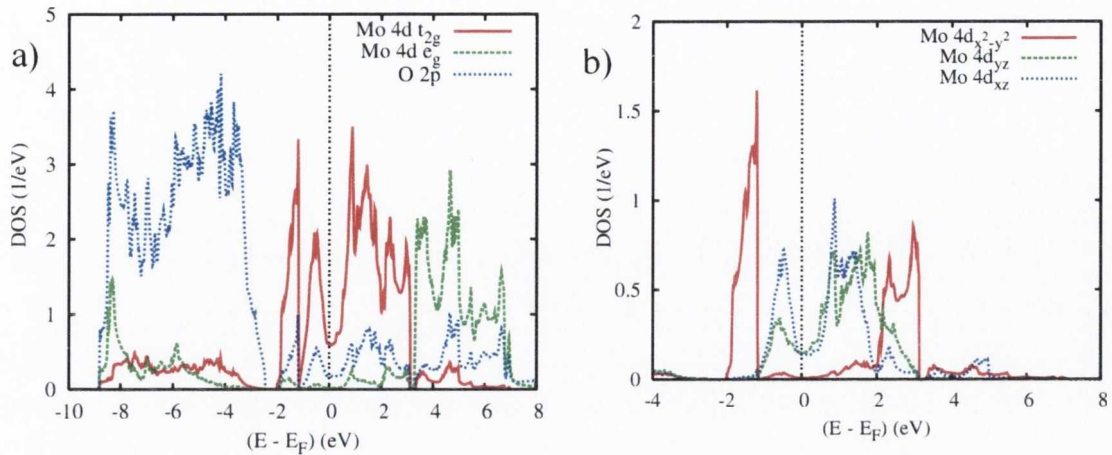 a)
Mo 4d t2g
Mo 4d eg
O 2p
DOS (1/eV)
5
4
3
2
1
0
-10 -8 -6 -4 -2 0 2 4 6 8
(E - EF) (eV)
b)
Mo 4dx²-y²
Mo 4dyz
Mo 4dxz
DOS (1/eV)
2
1.5
1
0.5
0
-4 -2 0 2 4 6 8
(E - EF) (eV)